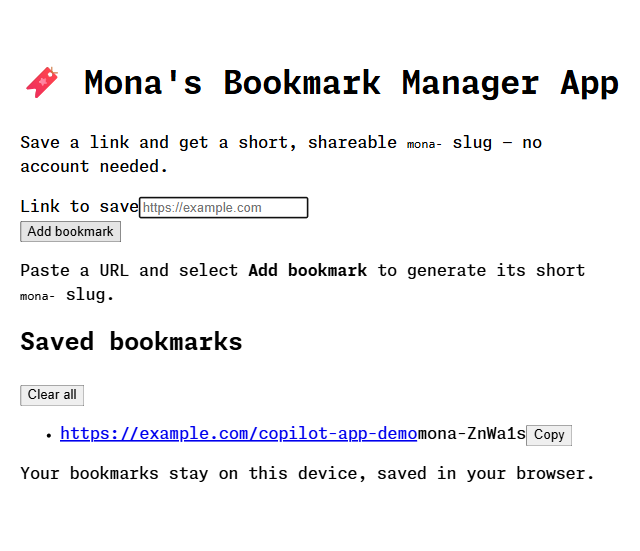 Mona's Bookmark Manager App
Save a link and get a short, shareable mona- slug — no
account needed.
Link to save https://example.com
Add bookmark
Paste a URL and select Add bookmark to generate its short
mona- slug.
Saved bookmarks
Clear all
• https://example.com/copilot-app-demomona-ZnWa1s Copy
Your bookmarks stay on this device, saved in your browser.